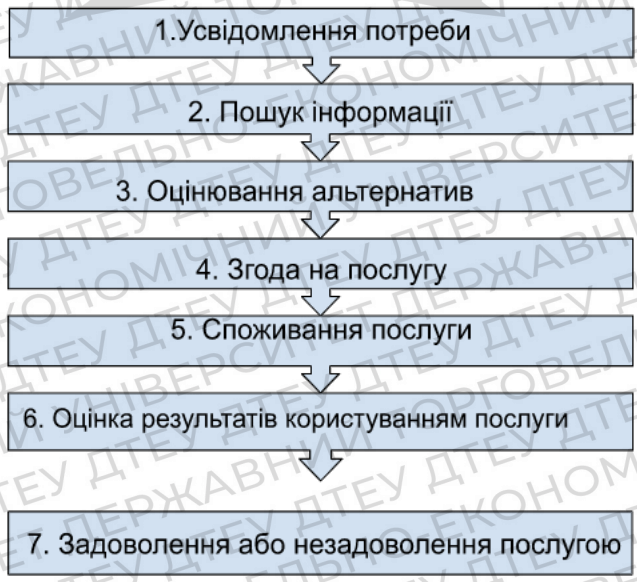 1.Усвідомлення потреби
2. Пошук інформації
3. Оцінювання альтернатив
4. Згода на послугу
5. Споживання послуги
6. Оцінка результатів користуванням послуги
7. Задоволення або незадоволення послугою